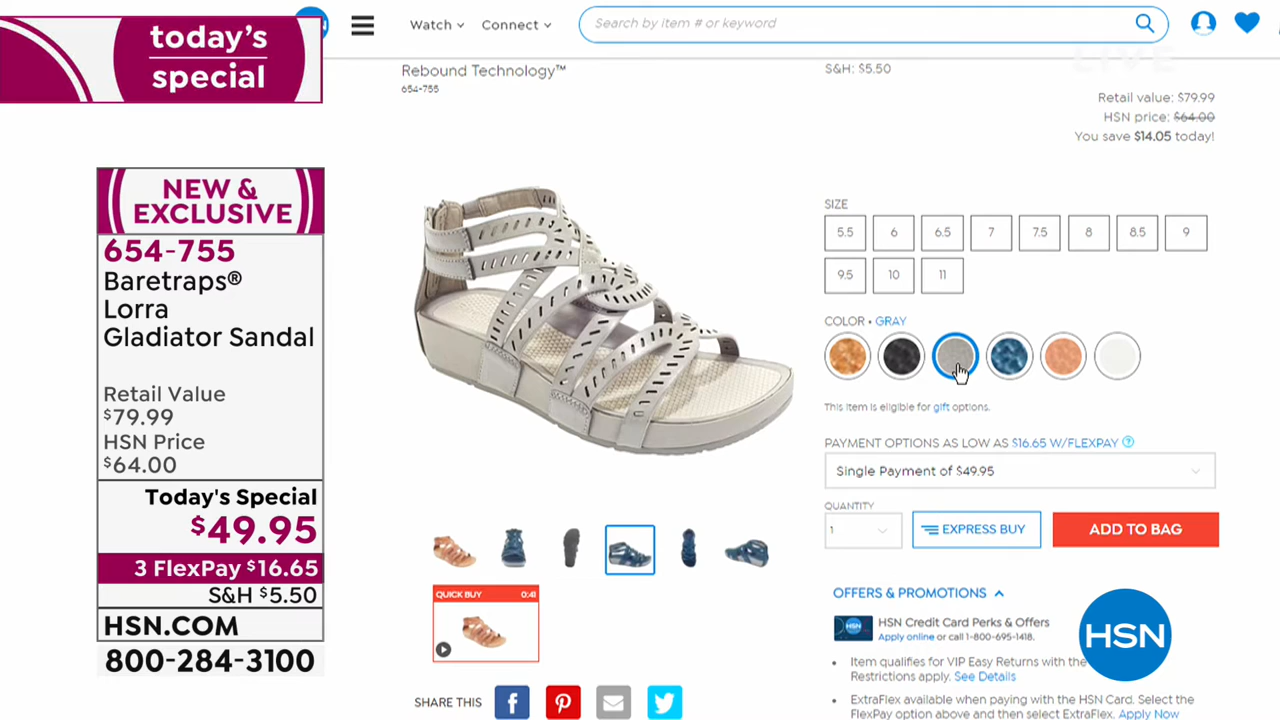 today's
special
Watch
Connect
Search by item # or keyword
LIVE
Rebound Technology™
654-755
S&H: $5.50
Retail value: $79.99
HSN price: $64.00
You save $14.05 today!
NEW &
EXCLUSIVE
654-755
Baretraps®
Lorra
Gladiator Sandal
Retail Value
$79.99
HSN Price
$64.00
Today's Special
$49.95
3 FlexPay $16.65
S&H $5.50
HSN.COM
800-284-3100
SIZE
5.5 6 6.5 7 7.5 8 8.5 9
9.5 10 11
COLOR • GRAY
This item is eligible for gift options.
PAYMENT OPTIONS AS LOW AS $16.65 W/FLEXPAY ?
Single Payment of $49.95
QUANTITY
1
EXPRESS BUY
ADD TO BAG
QUICK BUY 0:41
SHARE THIS
OFFERS & PROMOTIONS
HSN Credit Card Perks & Offers
Apply online or call 1-800-695-1418.
HSN
• Item qualifies for VIP Easy Returns with the
Restrictions apply. See Details
• ExtraFlex available when paying with the HSN Card. Select the
FlexPay option above and then select ExtraFlex. Apply Now